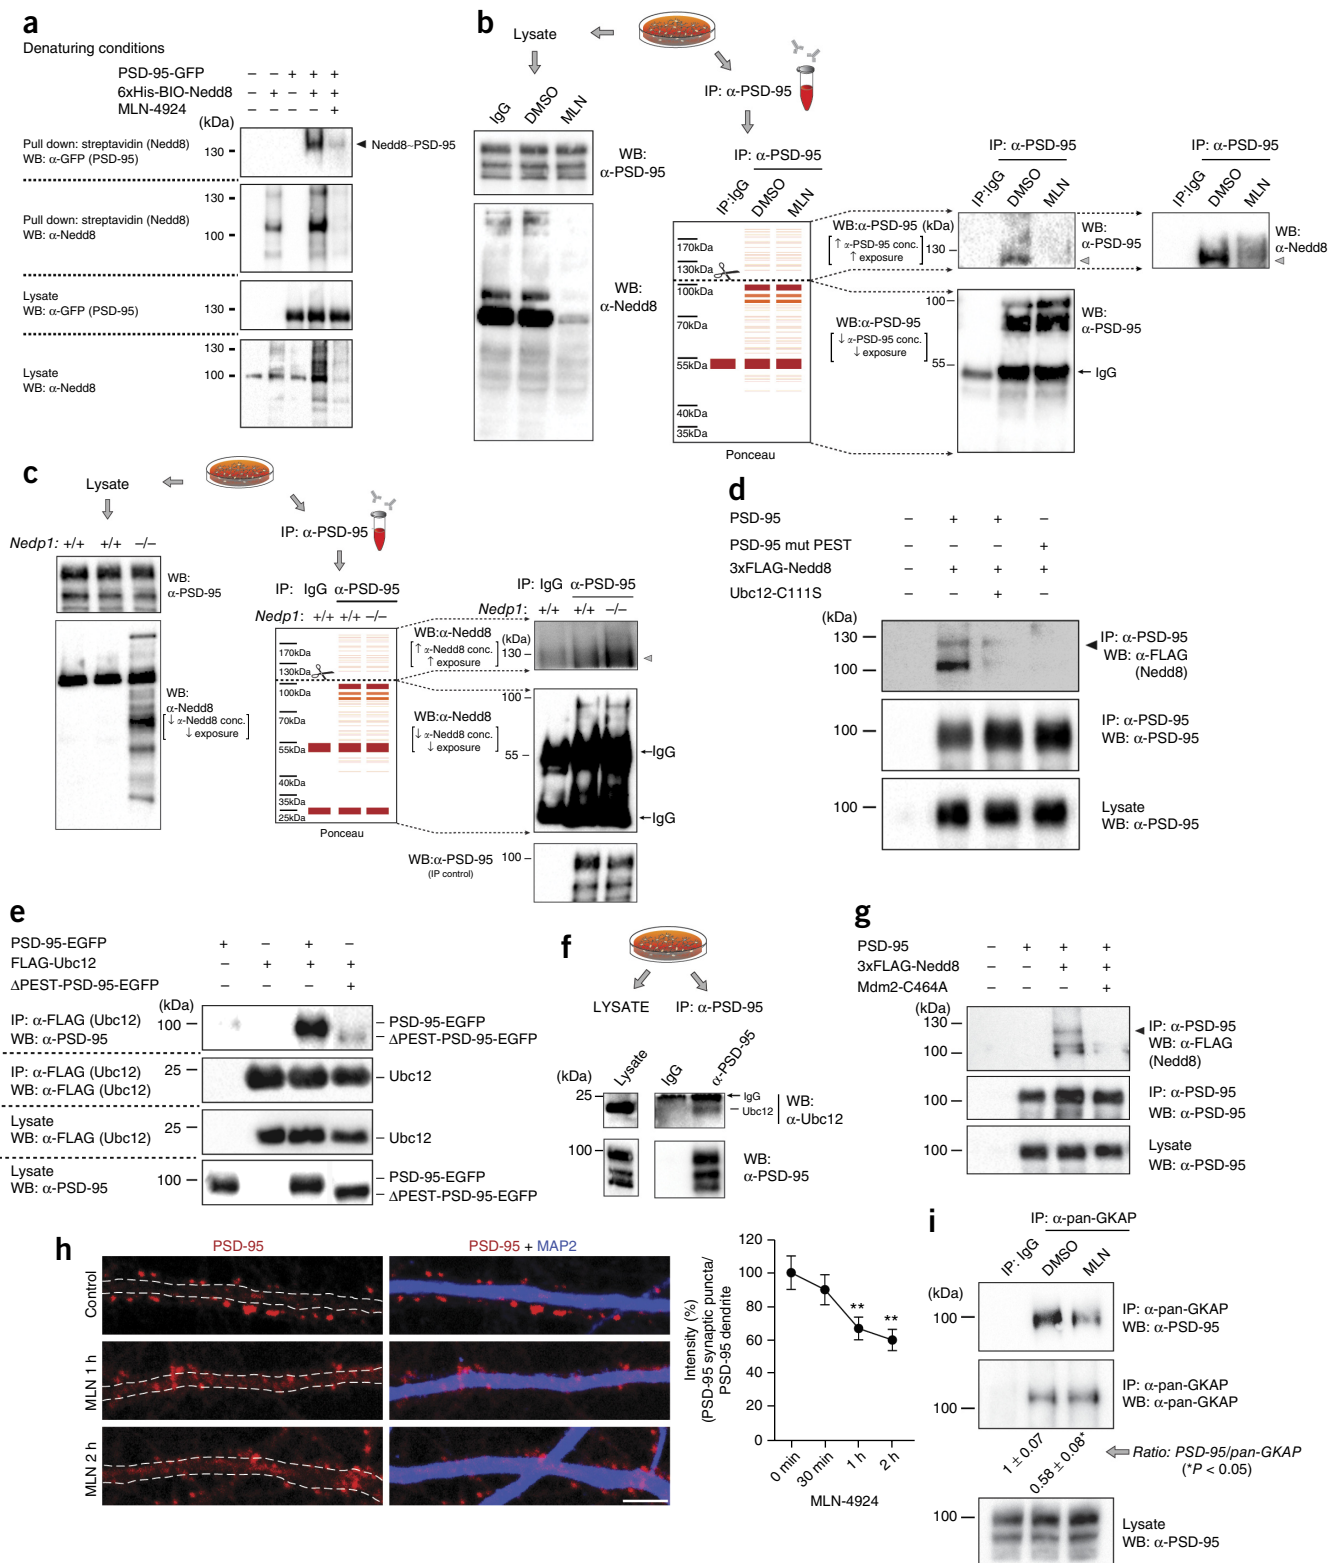 a
Denaturing conditions
PSD-95-GFP – – + + +
6xHis-BIO-Nedd8 – + – + +
MLN-4924 – – – – +
(kDa)
Pull down: streptavidin (Nedd8)
WB: α-GFP (PSD-95)
130
Nedd8~PSD-95
Pull down: streptavidin (Nedd8)
WB: α-Nedd8
130
100
Lysate
WB: α-GFP (PSD-95)
130
Lysate
WB: α-Nedd8
130
100
b
Lysate
IP: α-PSD-95
IgG DMSO MLN
WB:
α-PSD-95
WB:
α-Nedd8
IP: α-PSD-95
IP:IgG DMSO MLN
170kDa
130kDa
100kDa
70kDa
55kDa
40kDa
35kDa
Ponceau
WB:α-PSD-95 (kDa)
↑ α-PSD-95 conc.
↑ exposure
130
WB:α-PSD-95
↓ α-PSD-95 conc.
↓ exposure
100
55
IP: α-PSD-95
IP:IgG DMSO MLN
WB:
α-PSD-95
WB:
α-PSD-95
IgG
IP: α-PSD-95
IP:IgG DMSO MLN
WB:
α-Nedd8
c
Lysate
IP: α-PSD-95
Nedp1: +/+ +/+ –/–
WB:
α-PSD-95
WB:
α-Nedd8
↓ α-Nedd8 conc.
↓ exposure
IP: IgG α-PSD-95
Nedp1: +/+ +/+ –/–
170kDa
130kDa
100kDa
70kDa
55kDa
40kDa
35kDa
25kDa
Ponceau
WB:α-Nedd8
↑ α-Nedd8 conc.
↑ exposure
(kDa)
130
WB:α-Nedd8
↓ α-Nedd8 conc.
↓ exposure
100
55
IP: IgG α-PSD-95
Nedp1: +/+ +/+ –/–
IgG
IgG
WB:α-PSD-95
(IP control)
100
d
PSD-95 – + + –
PSD-95 mut PEST – – – +
3xFLAG-Nedd8 – + + +
Ubc12-C111S – – + –
(kDa)
130
100
IP: α-PSD-95
WB: α-FLAG
(Nedd8)
100
IP: α-PSD-95
WB: α-PSD-95
100
Lysate
WB: α-PSD-95
e
PSD-95-EGFP + – + –
FLAG-Ubc12 – + + +
ΔPEST-PSD-95-EGFP – – – +
(kDa)
IP: α-FLAG (Ubc12)
WB: α-PSD-95
100
PSD-95-EGFP
ΔPEST-PSD-95-EGFP
IP: α-FLAG (Ubc12)
WB: α-FLAG (Ubc12)
25
Ubc12
Lysate
WB: α-FLAG (Ubc12)
25
Ubc12
Lysate
WB: α-PSD-95
100
PSD-95-EGFP
ΔPEST-PSD-95-EGFP
f
LYSATE IP: α-PSD-95
Lysate IgG α-PSD-95
(kDa)
25
IgG
Ubc12
WB:
α-Ubc12
100
WB:
α-PSD-95
g
PSD-95 – + + +
3xFLAG-Nedd8 – – + +
Mdm2-C464A – – – +
(kDa)
130
100
IP: α-PSD-95
WB: α-FLAG
(Nedd8)
100
IP: α-PSD-95
WB: α-PSD-95
100
Lysate
WB: α-PSD-95
h
PSD-95
PSD-95 + MAP2
Control
MLN 1 h
MLN 2 h
Intensity (%)
(PSD-95 synaptic puncta/
PSD-95 dendrite
120
100
80
60
40
20
0
** **
0 min 30 min 1 h 2 h
MLN-4924
i
IP: α-pan-GKAP
IP: IgG DMSO MLN
(kDa)
100
IP: α-pan-GKAP
WB: α-PSD-95
100
IP: α-pan-GKAP
WB: α-pan-GKAP
1 ± 0.07
0.58 ± 0.08*
Ratio: PSD-95/pan-GKAP
(*P < 0.05)
100
Lysate
WB: α-PSD-95